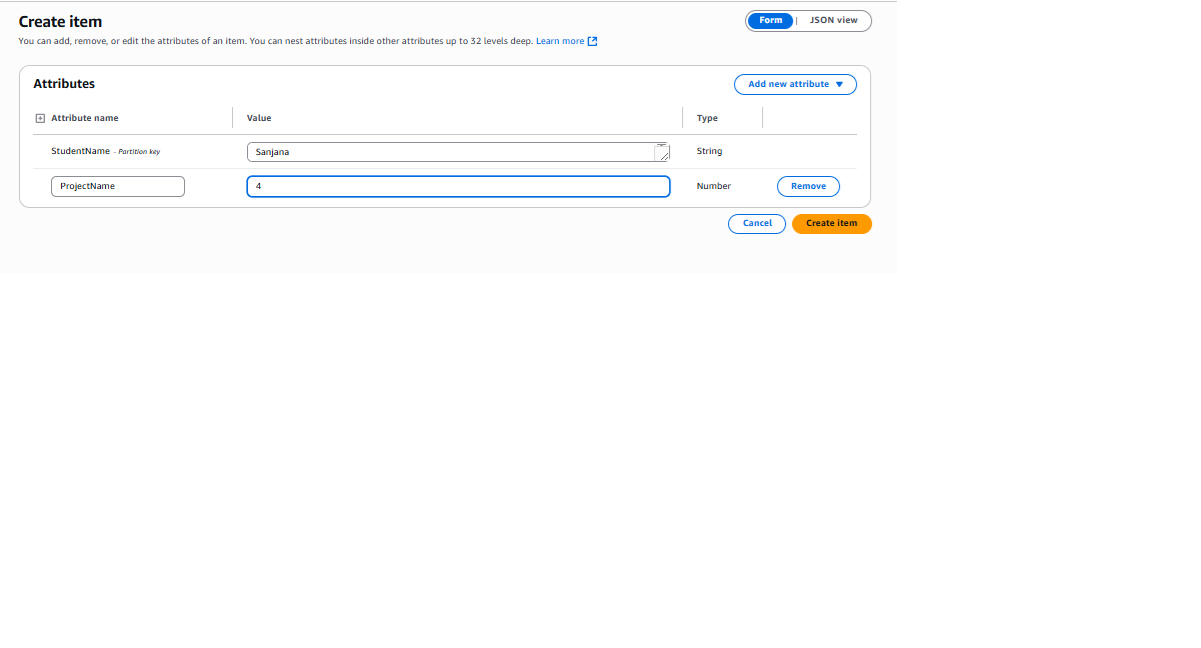 Create item
Form | JSON view
You can add, remove, or edit the attributes of an item. You can nest attributes inside other attributes up to 32 levels deep. Learn more
Attributes
Add new attribute ▼
Attribute name Value Type
StudentName - Partition key Sanjana String
ProjectName 4 Number Remove
Cancel Create item